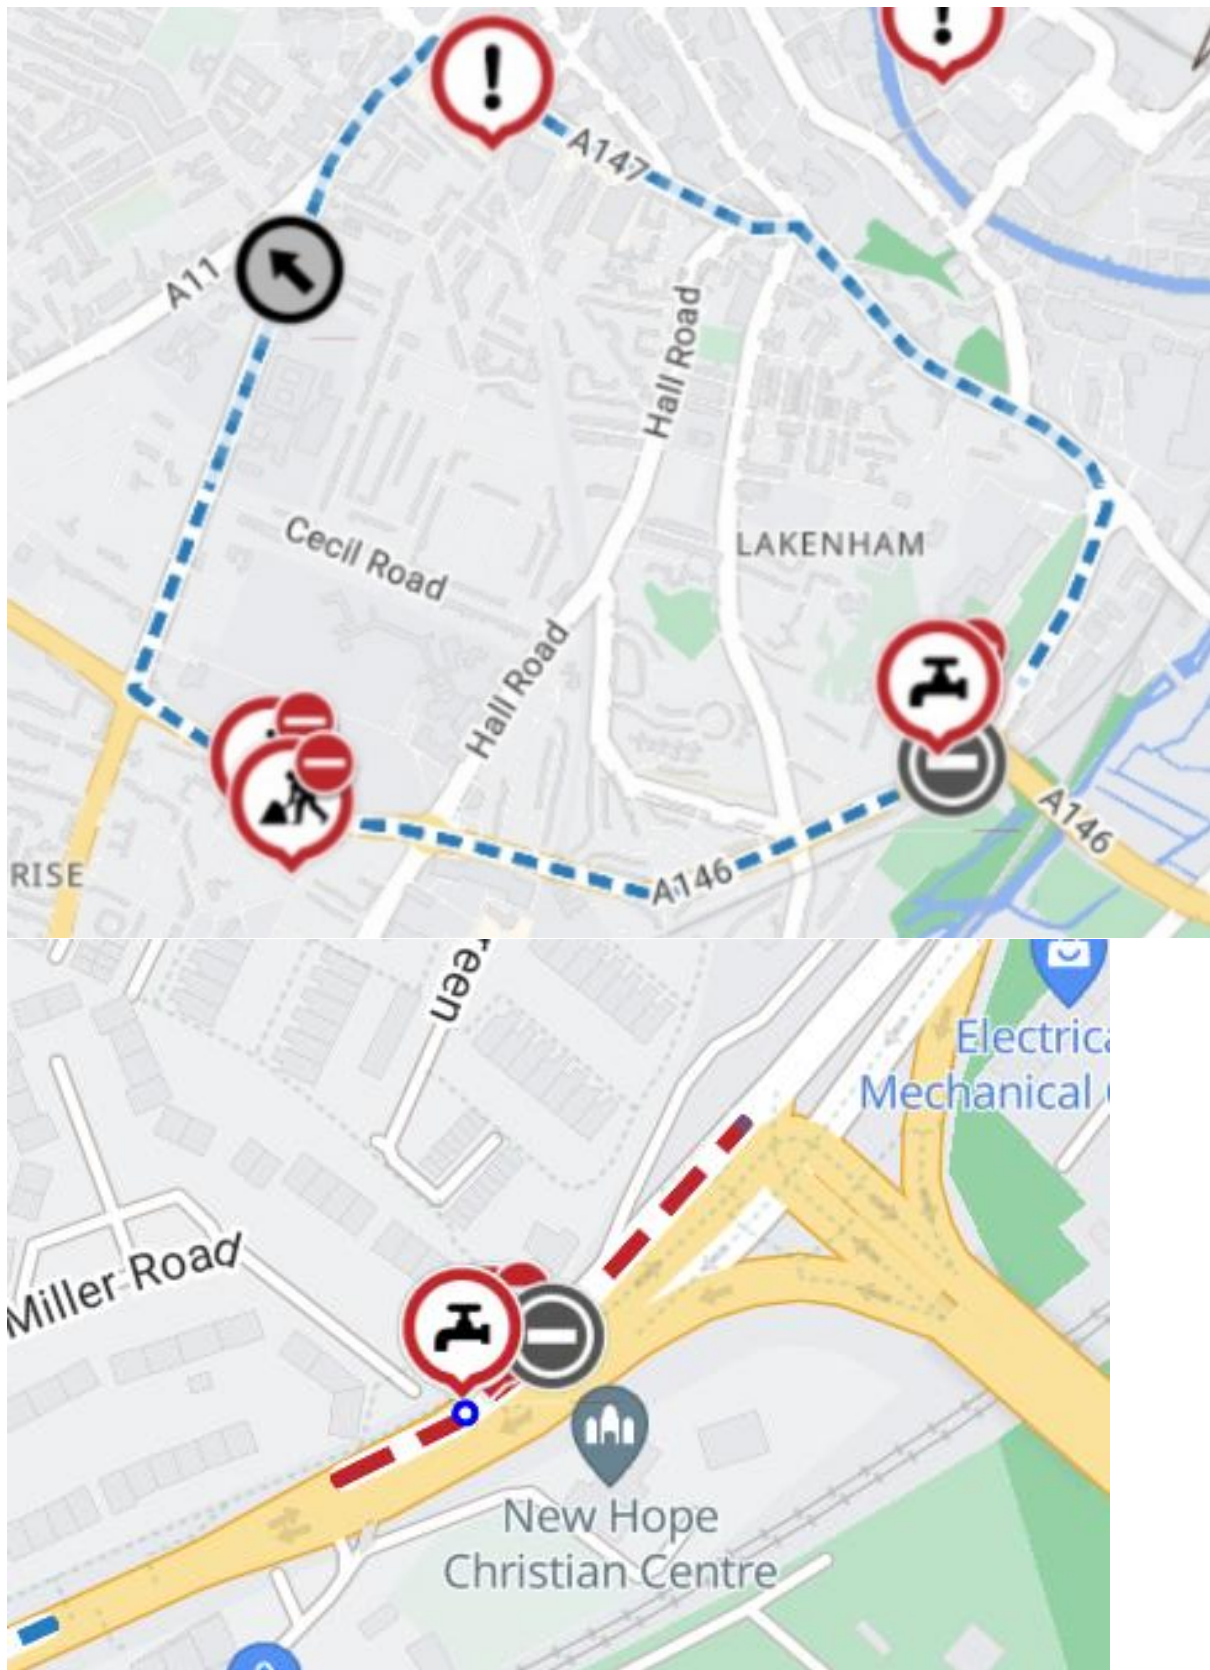 A147
A11
Hall Road
Cecil Road
LAKENHAM
Hall Road
A146
A146
RISE
reen
Electrica
Mechanical
Miller Road
New Hope
Christian Centre